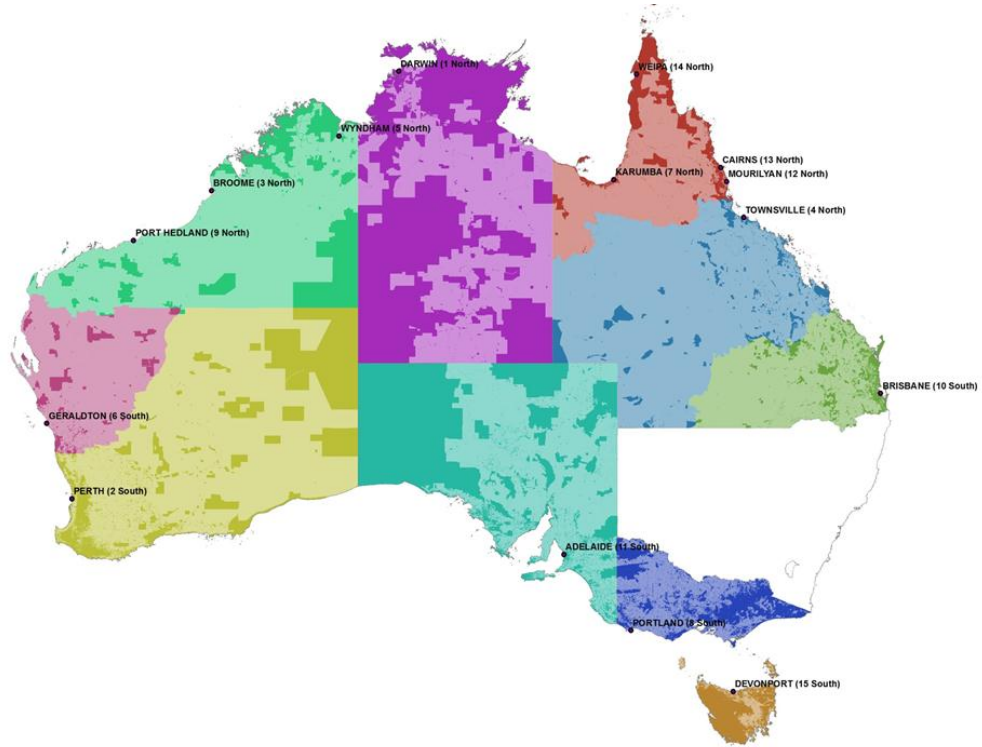 DARWIN (1 North)
WEIPA (14 North)
WYNDHAM (5 North)
CAIRNS (13 North)
KARUMBA (7 North)
MOURILYAN (12 North)
BROOME (3 North)
TOWNSVILLE (4 North)
PORT HEDLAND (9 North)
BRISBANE (10 South)
GERALDTON (6 South)
PERTH (2 South)
ADELAIDE (11 South)
PORTLAND (8 South)
DEVONPORT (15 South)